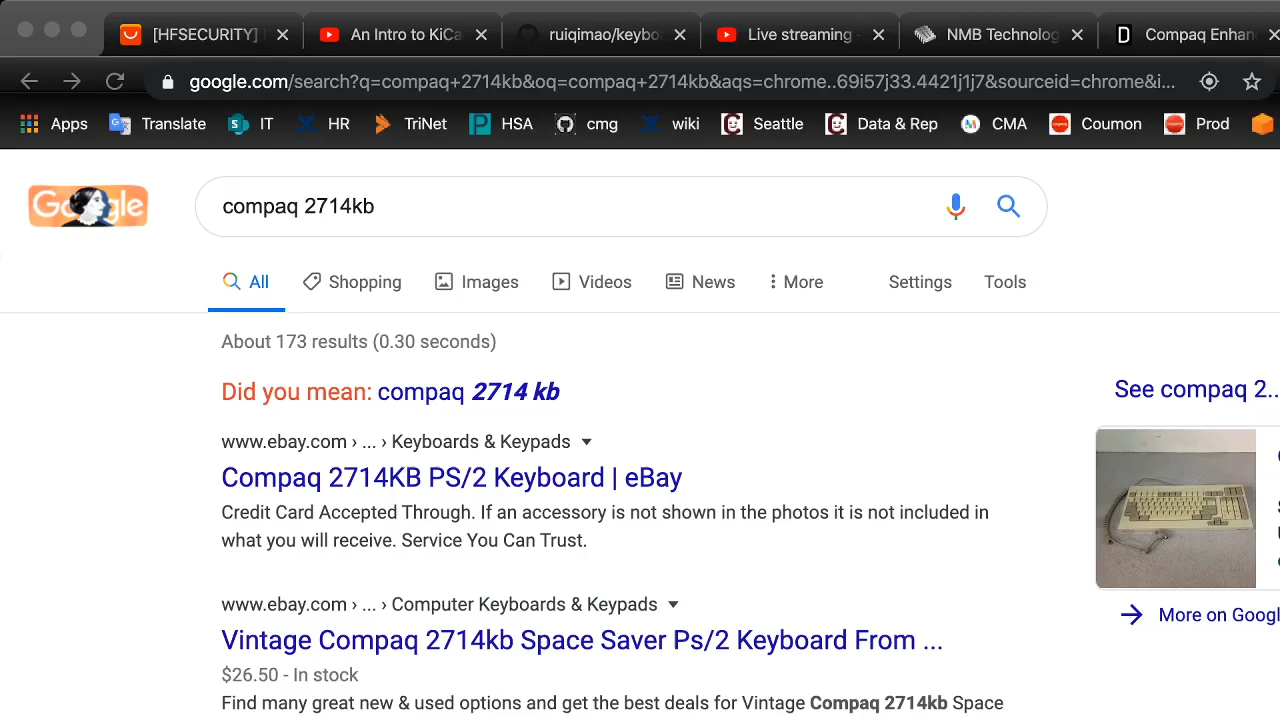 [HFSECURITY]
An Intro to KiCa
ruiqimao/keybo
Live streaming
NMB Technolog
Compaq Enhan
google.com/search?q=compaq+2714kb&oq=compaq+2714kb&aqs=chrome..69i57j33.4421j1j7&sourceid=chrome&i...
Apps
Translate
IT
HR
TriNet
HSA
cmg
wiki
Seattle
Data & Rep
CMA
Coumon
Prod
Google
compaq 2714kb
All
Shopping
Images
Videos
News
More
Settings
Tools
About 173 results (0.30 seconds)
Did you mean: compaq 2714 kb
See compaq 2...
www.ebay.com › ... › Keyboards & Keypads
Compaq 2714KB PS/2 Keyboard | eBay
Credit Card Accepted Through. If an accessory is not shown in the photos it is not included in
what you will receive. Service You Can Trust.
www.ebay.com › ... › Computer Keyboards & Keypads
More on Googl
Vintage Compaq 2714kb Space Saver Ps/2 Keyboard From ...
$26.50 - In stock
Find many great new & used options and get the best deals for Vintage Compaq 2714kb Space